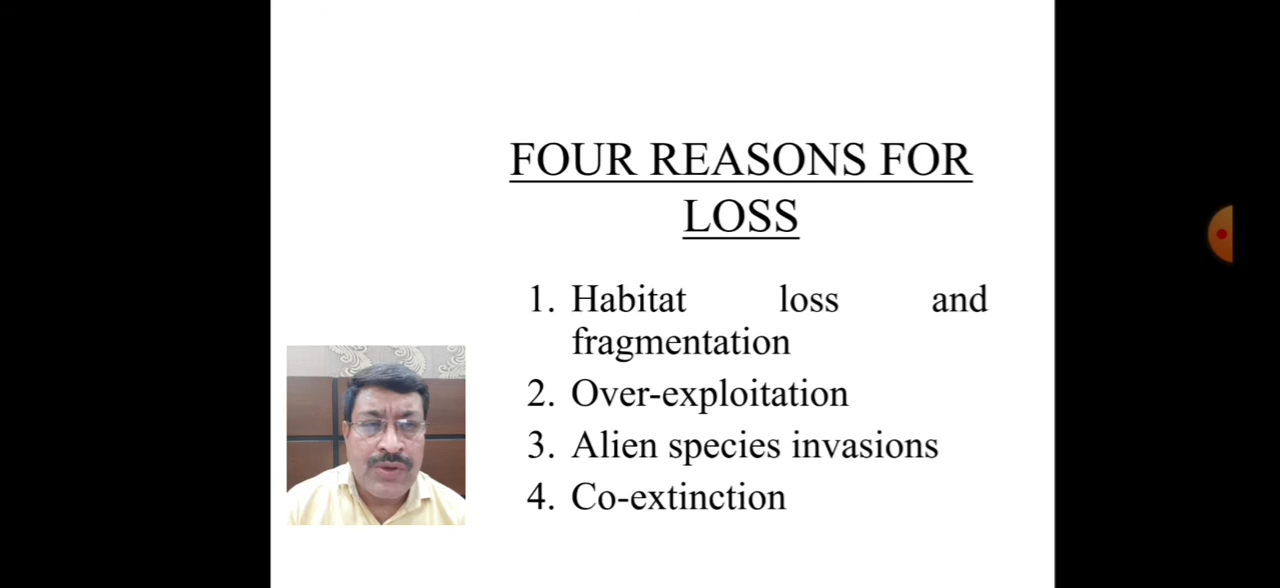 FOUR REASONS FOR
LOSS
1. Habitat loss and
fragmentation
2. Over-exploitation
3. Alien species invasions
4. Co-extinction